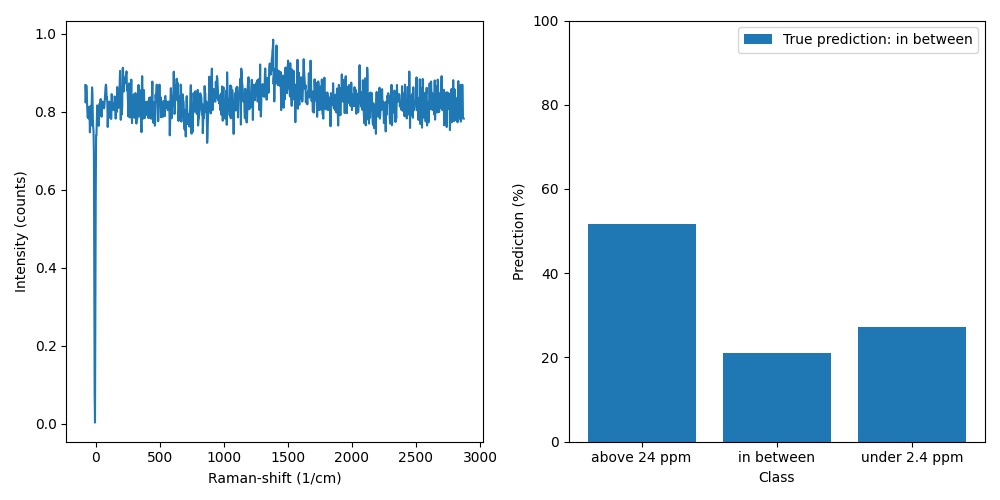 1.0
0.8
0.6
0.4
0.2
0.0
0
500
1000
1500
2000
2500
3000
Raman-shift (1/cm)
Intensity (counts)
100
80
60
40
20
0
Prediction (%)
True prediction: in between
above 24 ppm
in between
under 2.4 ppm
Class